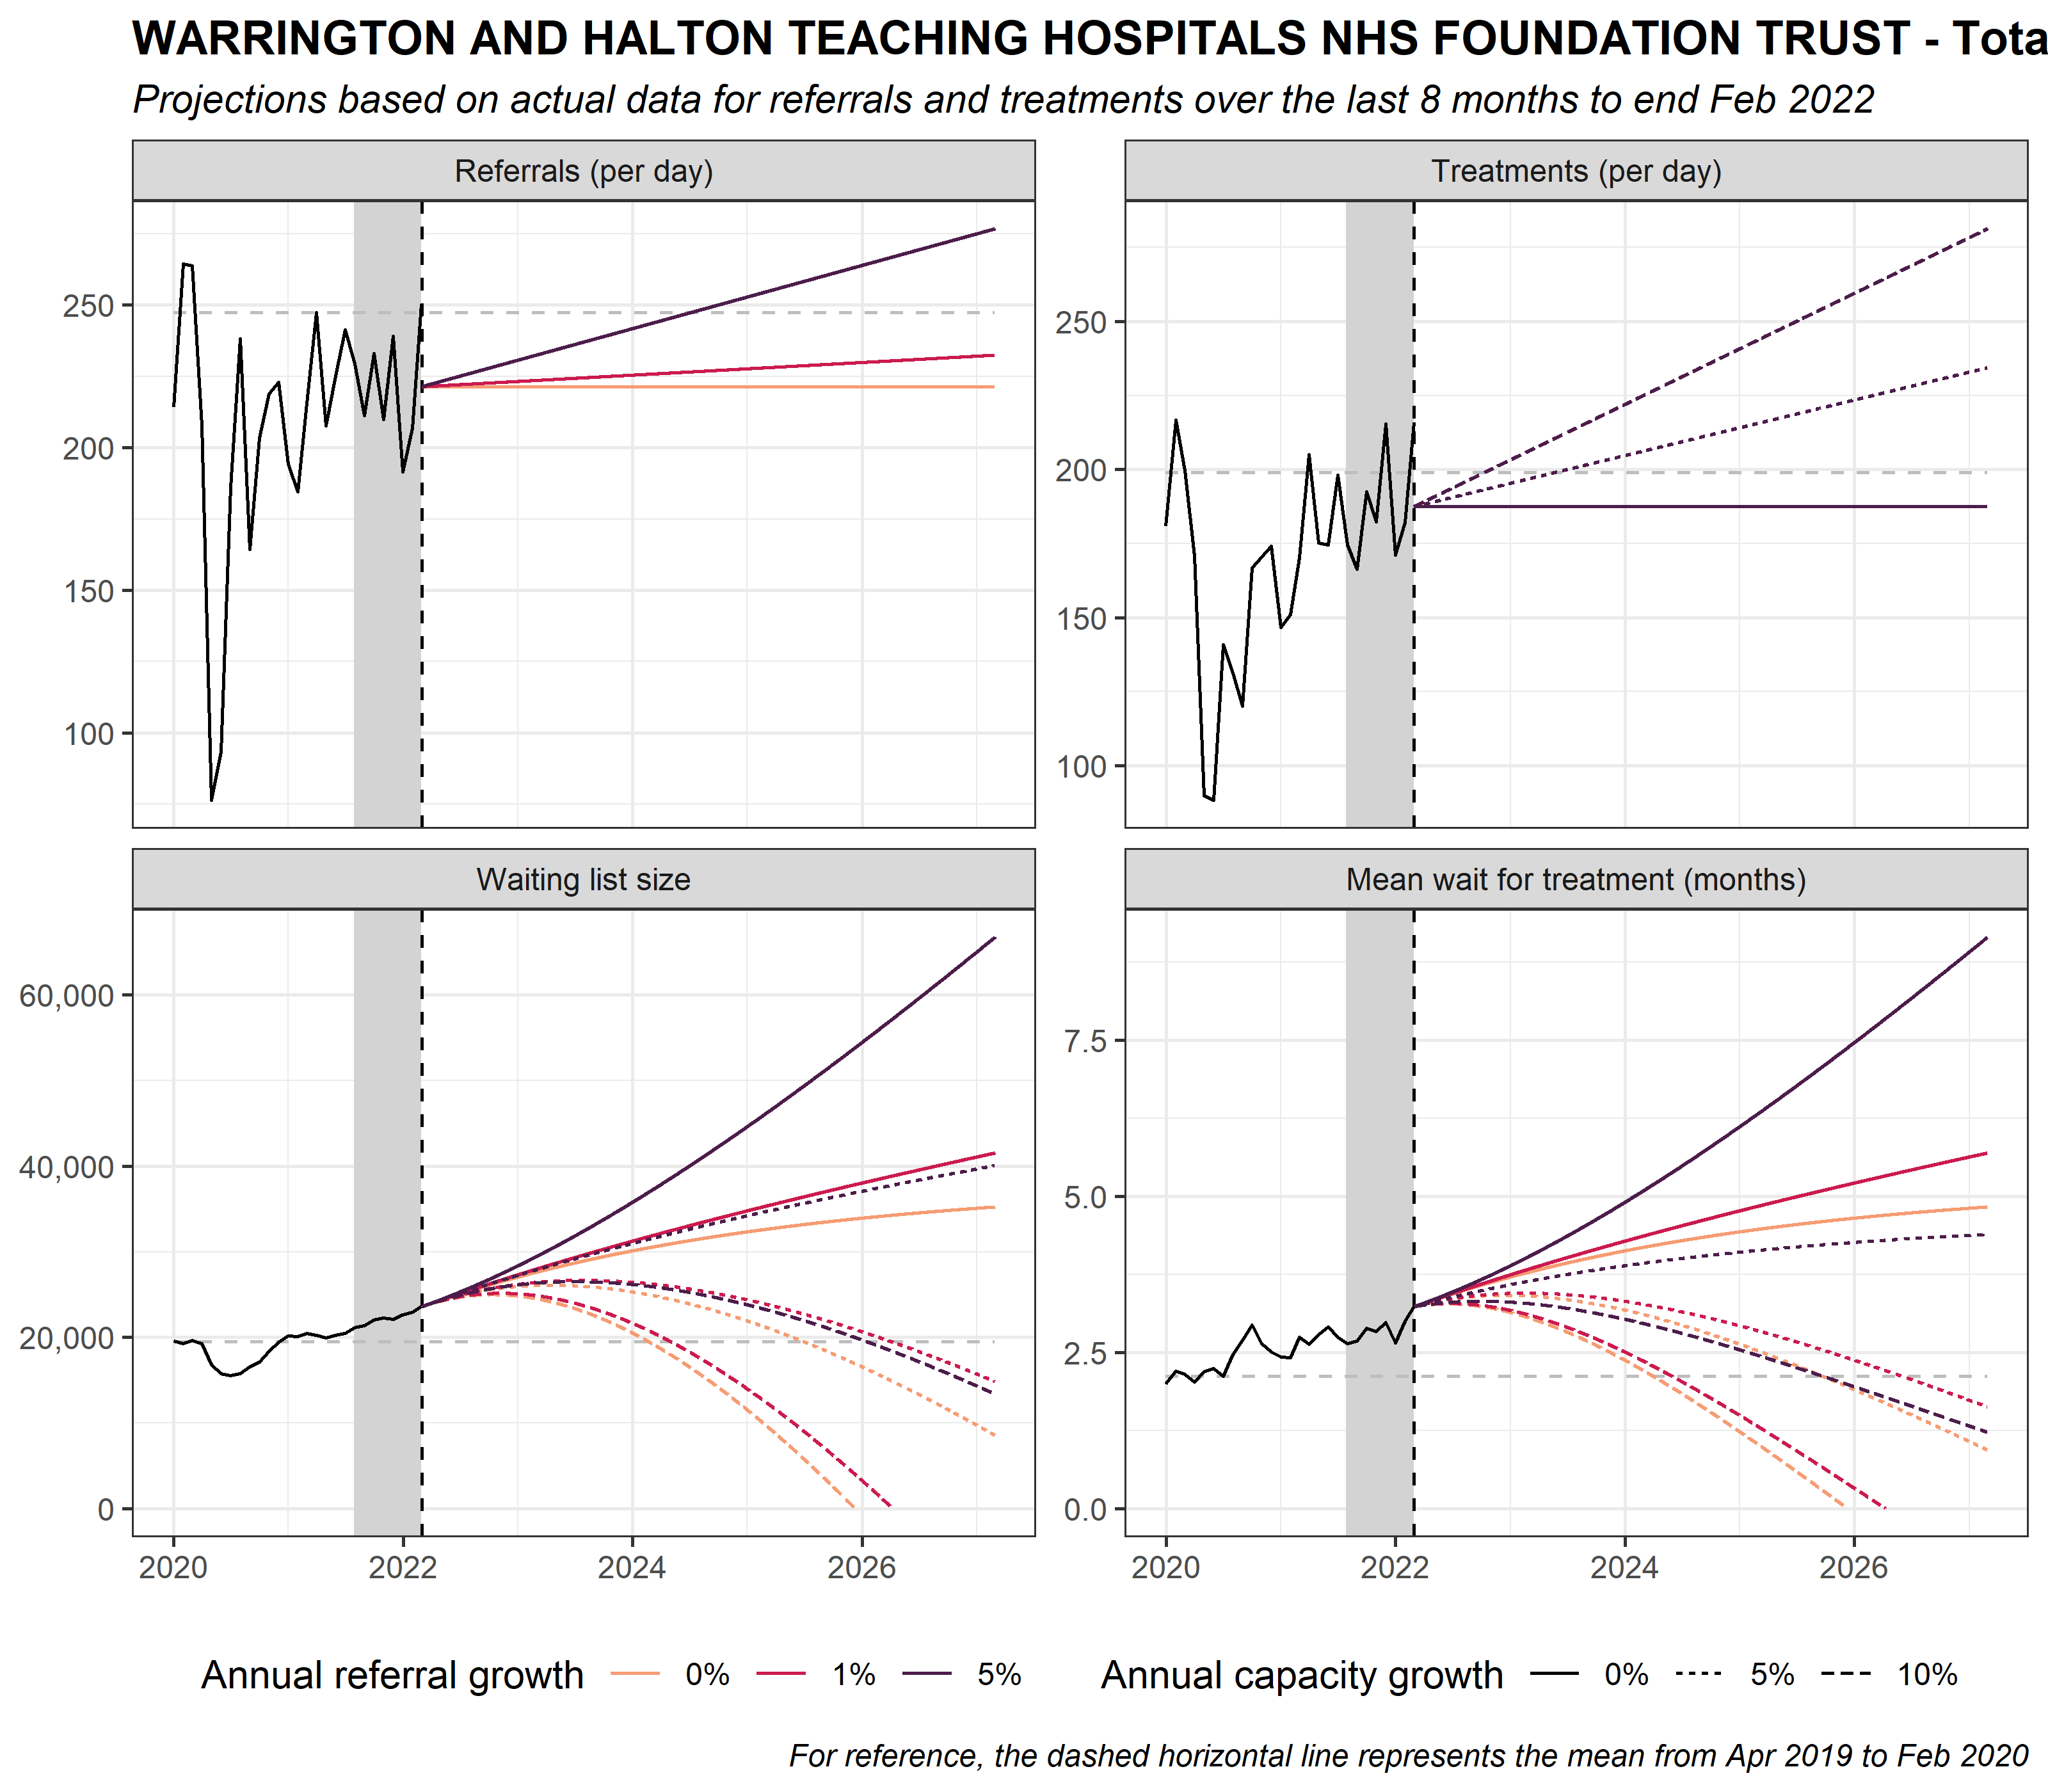 WARRINGTON AND HALTON TEACHING HOSPITALS NHS FOUNDATION TRUST - Tota
Projections based on actual data for referrals and treatments over the last 8 months to end Feb 2022
Referrals (per day)
250
200
150
100
Treatments (per day)
250
200
150
100
Waiting list size
60,000
40,000
20,000
0
2020 2022 2024 2026
Mean wait for treatment (months)
7.5
5.0
2.5
0.0
2020 2022 2024 2026
Annual referral growth 0% 1% 5%
Annual capacity growth 0% 5% 10%
For reference, the dashed horizontal line represents the mean from Apr 2019 to Feb 2020